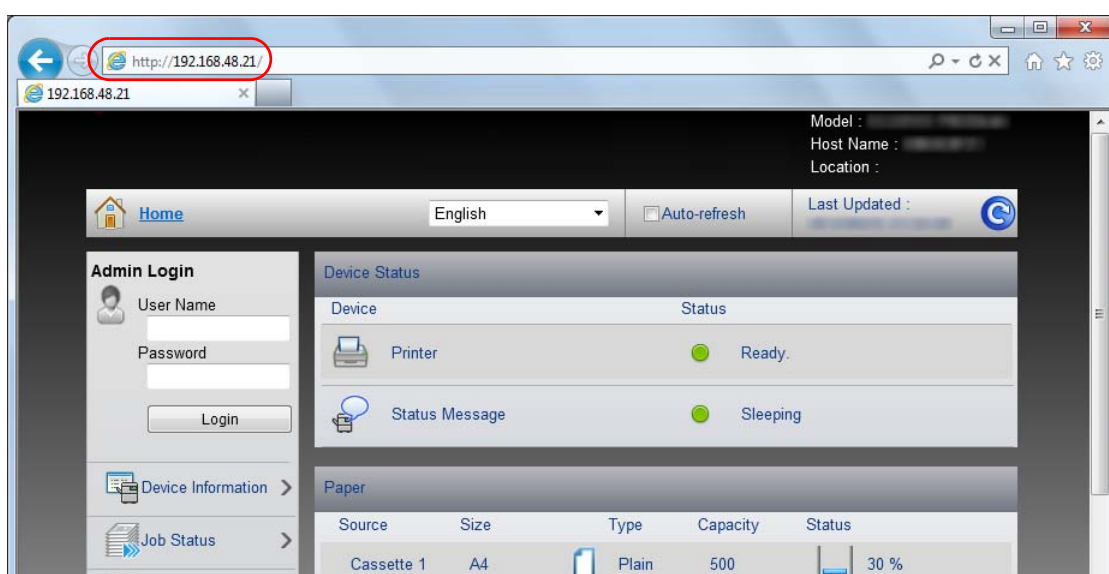 http://192.168.48.21/
192.168.48.21
Model :
Host Name :
Location :
Home
English
Auto-refresh
Last Updated :
Admin Login
User Name
Password
Login
Device Information
Job Status
Device Status
Device Status
Printer Ready.
Status Message Sleeping
Paper
Source Size Type Capacity Status
Cassette 1 A4 Plain 500 30 %